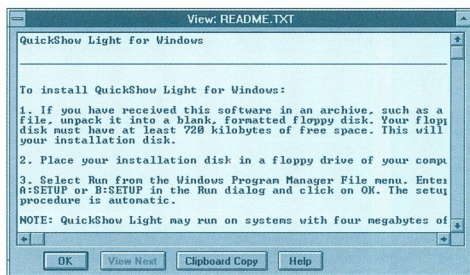 View: README.TXT
QuickShow Light for Windows
To install QuickShow Light for Windows:
1. If you have received this software in an archive, such as a
file, unpack it into a blank, formatted floppy disk. Your flopp
disk must have at least 720 kilobytes of free space. This will
your installation disk.
2. Place your installation disk in a floppy drive of your compu
3. Select Run from the Windows Program Manager File menu. Enter
A:SETUP or B:SETUP in the Run dialog and click on OK. The setup
procedure is automatic.
NOTE: QuickShow Light may run on systems with four megabytes of
OK View Next Clipboard Copy Help